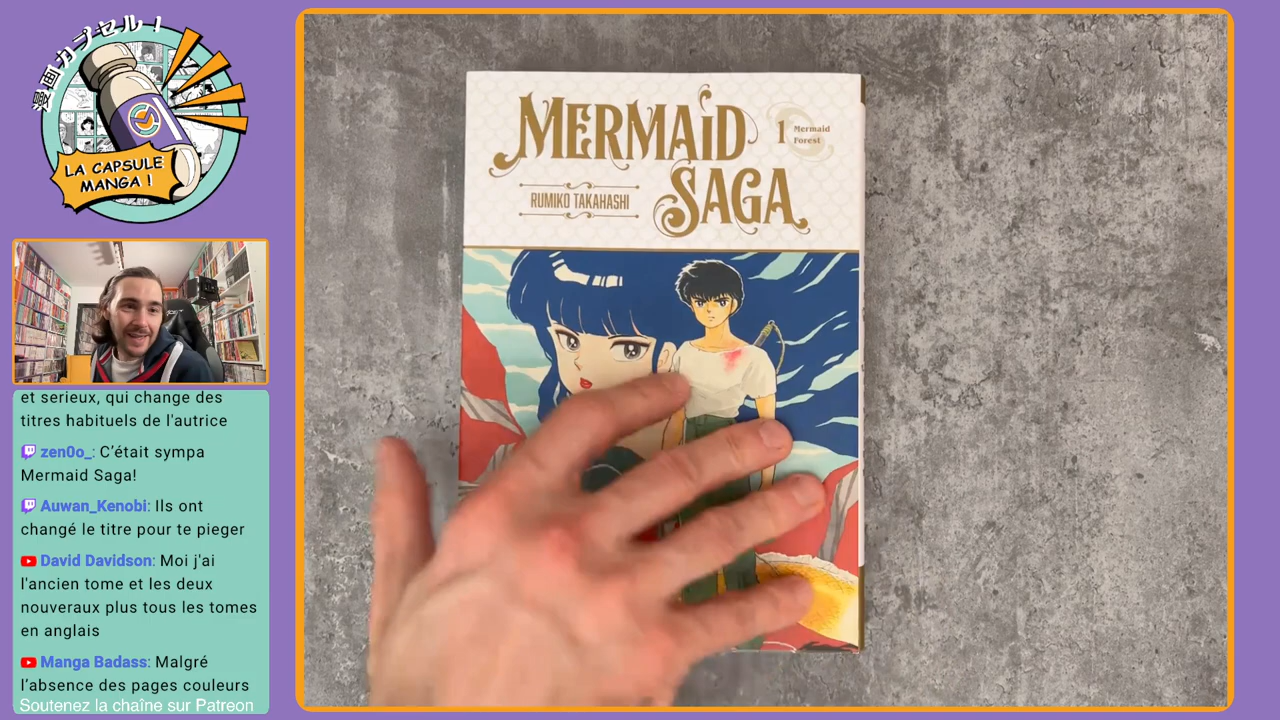 漫画カプセル!
LA CAPSULE
MANGA !
MERMAID
SAGA
1 Mermaid
Forest
RUMIKO TAKAHASHI
et serieux, qui change des
titres habituels de l'autrice
zen0o_: C'était sympa
Mermaid Saga!
Auwan_Kenobi: Ils ont
changé le titre pour te pieger
David Davidson: Moi j'ai
l'ancien tome et les deux
nouveraux plus tous les tomes
en anglais
Manga Badass: Malgré
l'absence des pages couleurs
Soutenez la chaîne sur Patreon